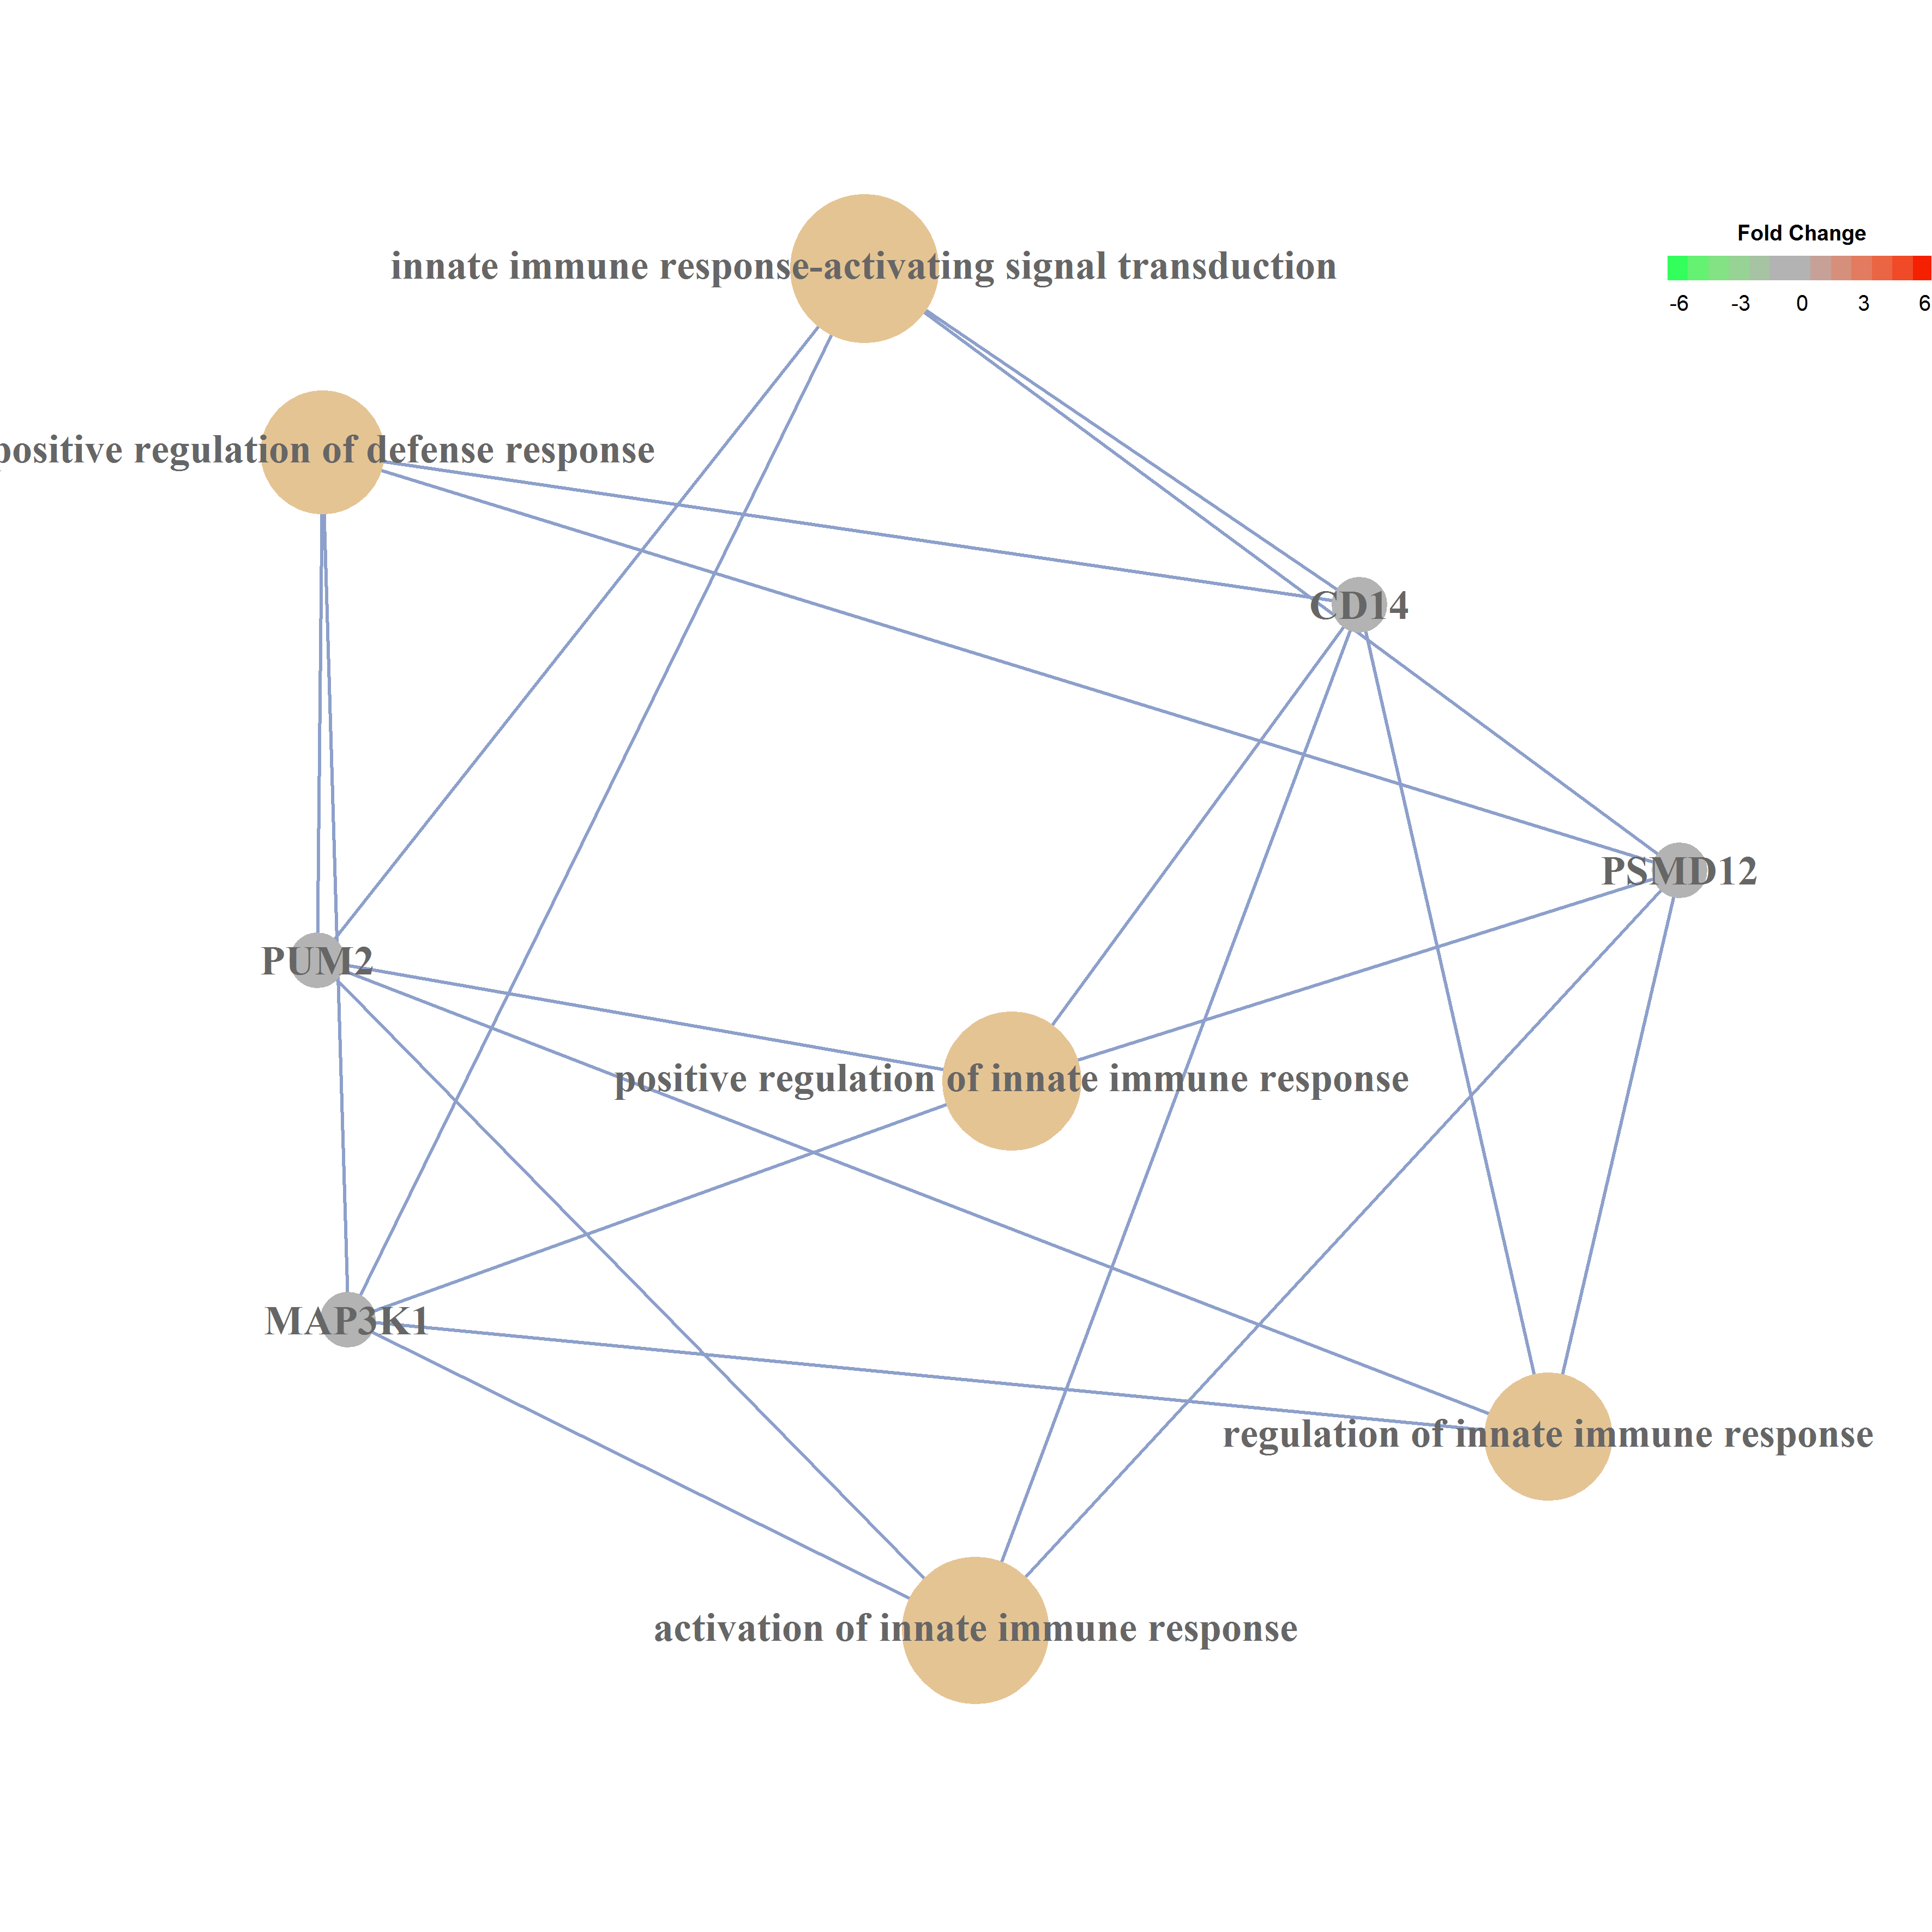 Fold Change
-6 -3 0 3 6
innate immune response-activating signal transduction
positive regulation of defense response
CD14
PSMD12
PUM2
positive regulation of innate immune response
MAP3K1
regulation of innate immune response
activation of innate immune response